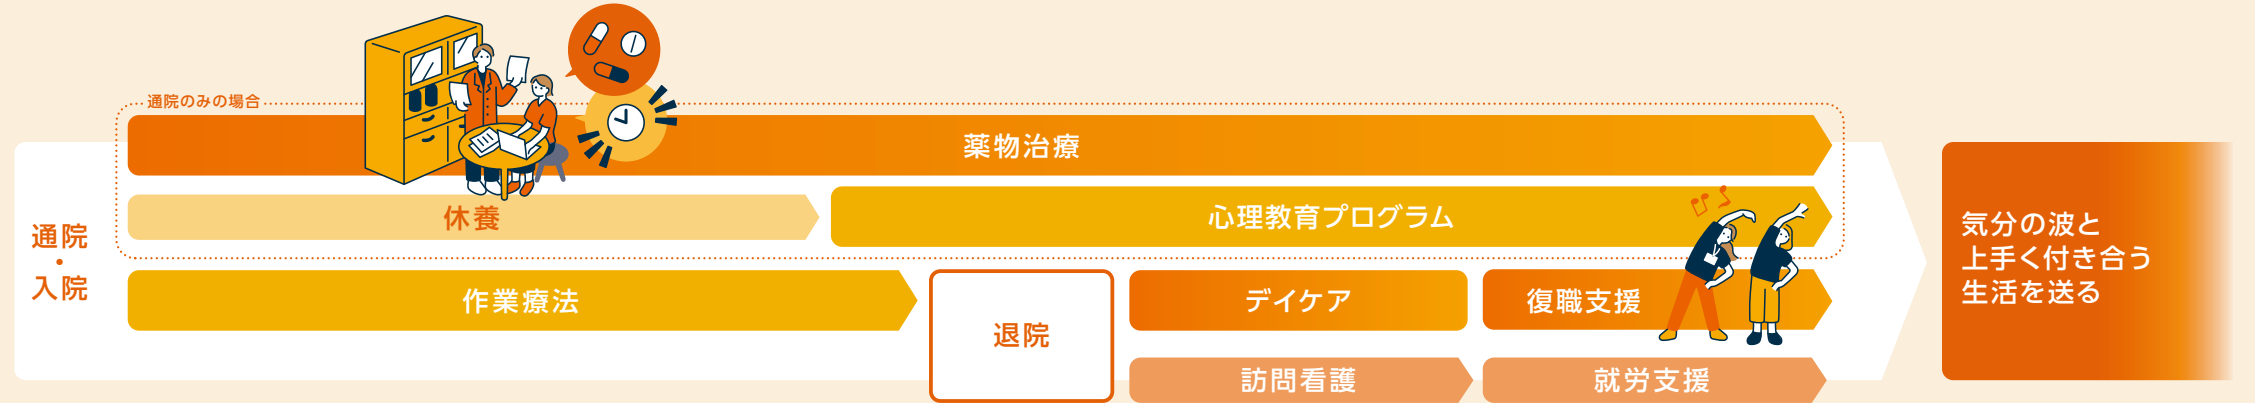 通院のみの場合
薬物治療
休養
心理教育プログラム
通院
・
入院
作業療法
退院
デイケア
復職支援
訪問看護
就労支援
気分の波と
上手く付き合う
生活を送る